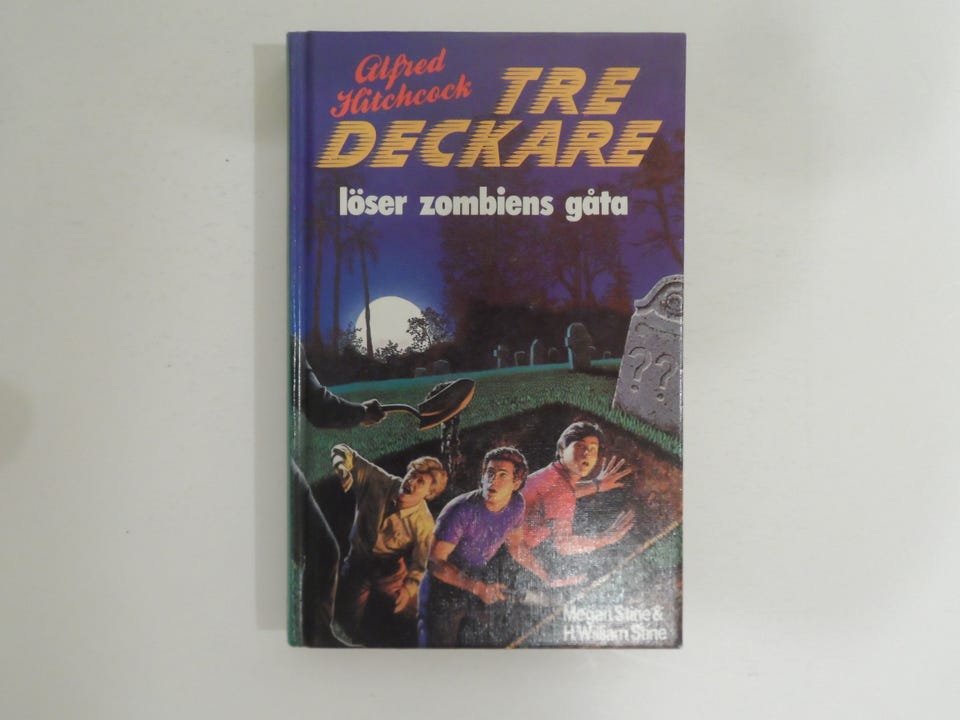 Alfred
Hitchcock
TRE
DECKARE
löser zombiens gåta
??
Megan Stine &
H. William Stine